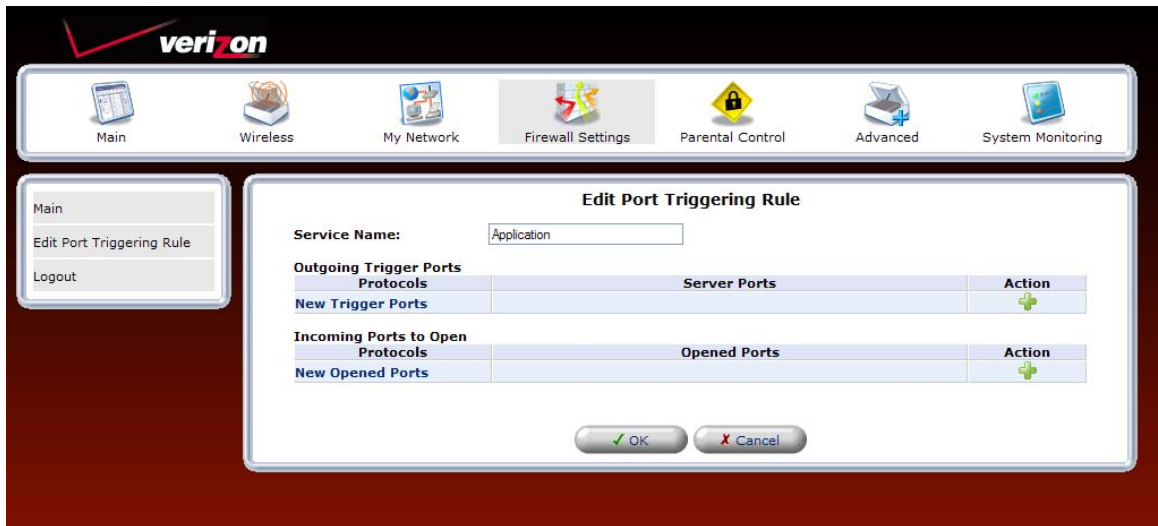 verizon
Main Wireless My Network Firewall Settings Parental Control Advanced System Monitoring
Main
Edit Port Triggering Rule
Logout
Edit Port Triggering Rule
Service Name: Application
Outgoing Trigger Ports
Protocols Server Ports Action
New Trigger Ports
Incoming Ports to Open
Protocols Opened Ports Action
New Opened Ports
OK Cancel